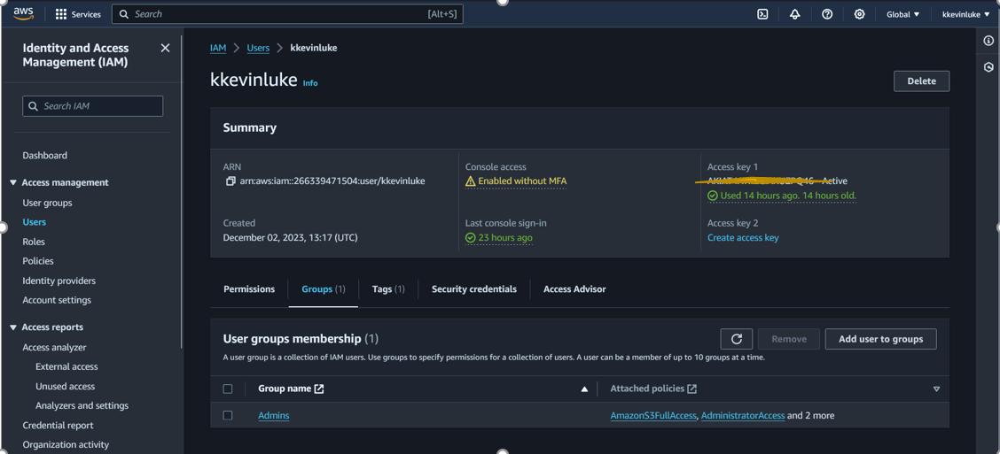 aws
Services
Search
[Alt+S]
Global
kkevinluke
Identity and Access
Management (IAM)
Search IAM
Dashboard
Access management
User groups
Users
Roles
Policies
Identity providers
Account settings
Access reports
Access analyzer
External access
Unused access
Analyzers and settings
Credential report
Organization activity
IAM > Users > kkevinluke
kkevinluke Info
Delete
Summary
ARN
arn:aws:iam::266339471504:user/kkevinluke
Created
December 02, 2023, 13:17 (UTC)
Console access
Enabled without MFA
Last console sign-in
23 hours ago
Access key 1
- Active
Used 14 hours ago. 14 hours old.
Access key 2
Create access key
Permissions
Groups (1)
Tags (1)
Security credentials
Access Advisor
User groups membership (1)
Remove
Add user to groups
A user group is a collection of IAM users. Use groups to specify permissions for a collection of users. A user can be a member of up to 10 groups at a time.
Group name
Attached policies
Admins
AmazonS3FullAccess, AdministratorAccess and 2 more